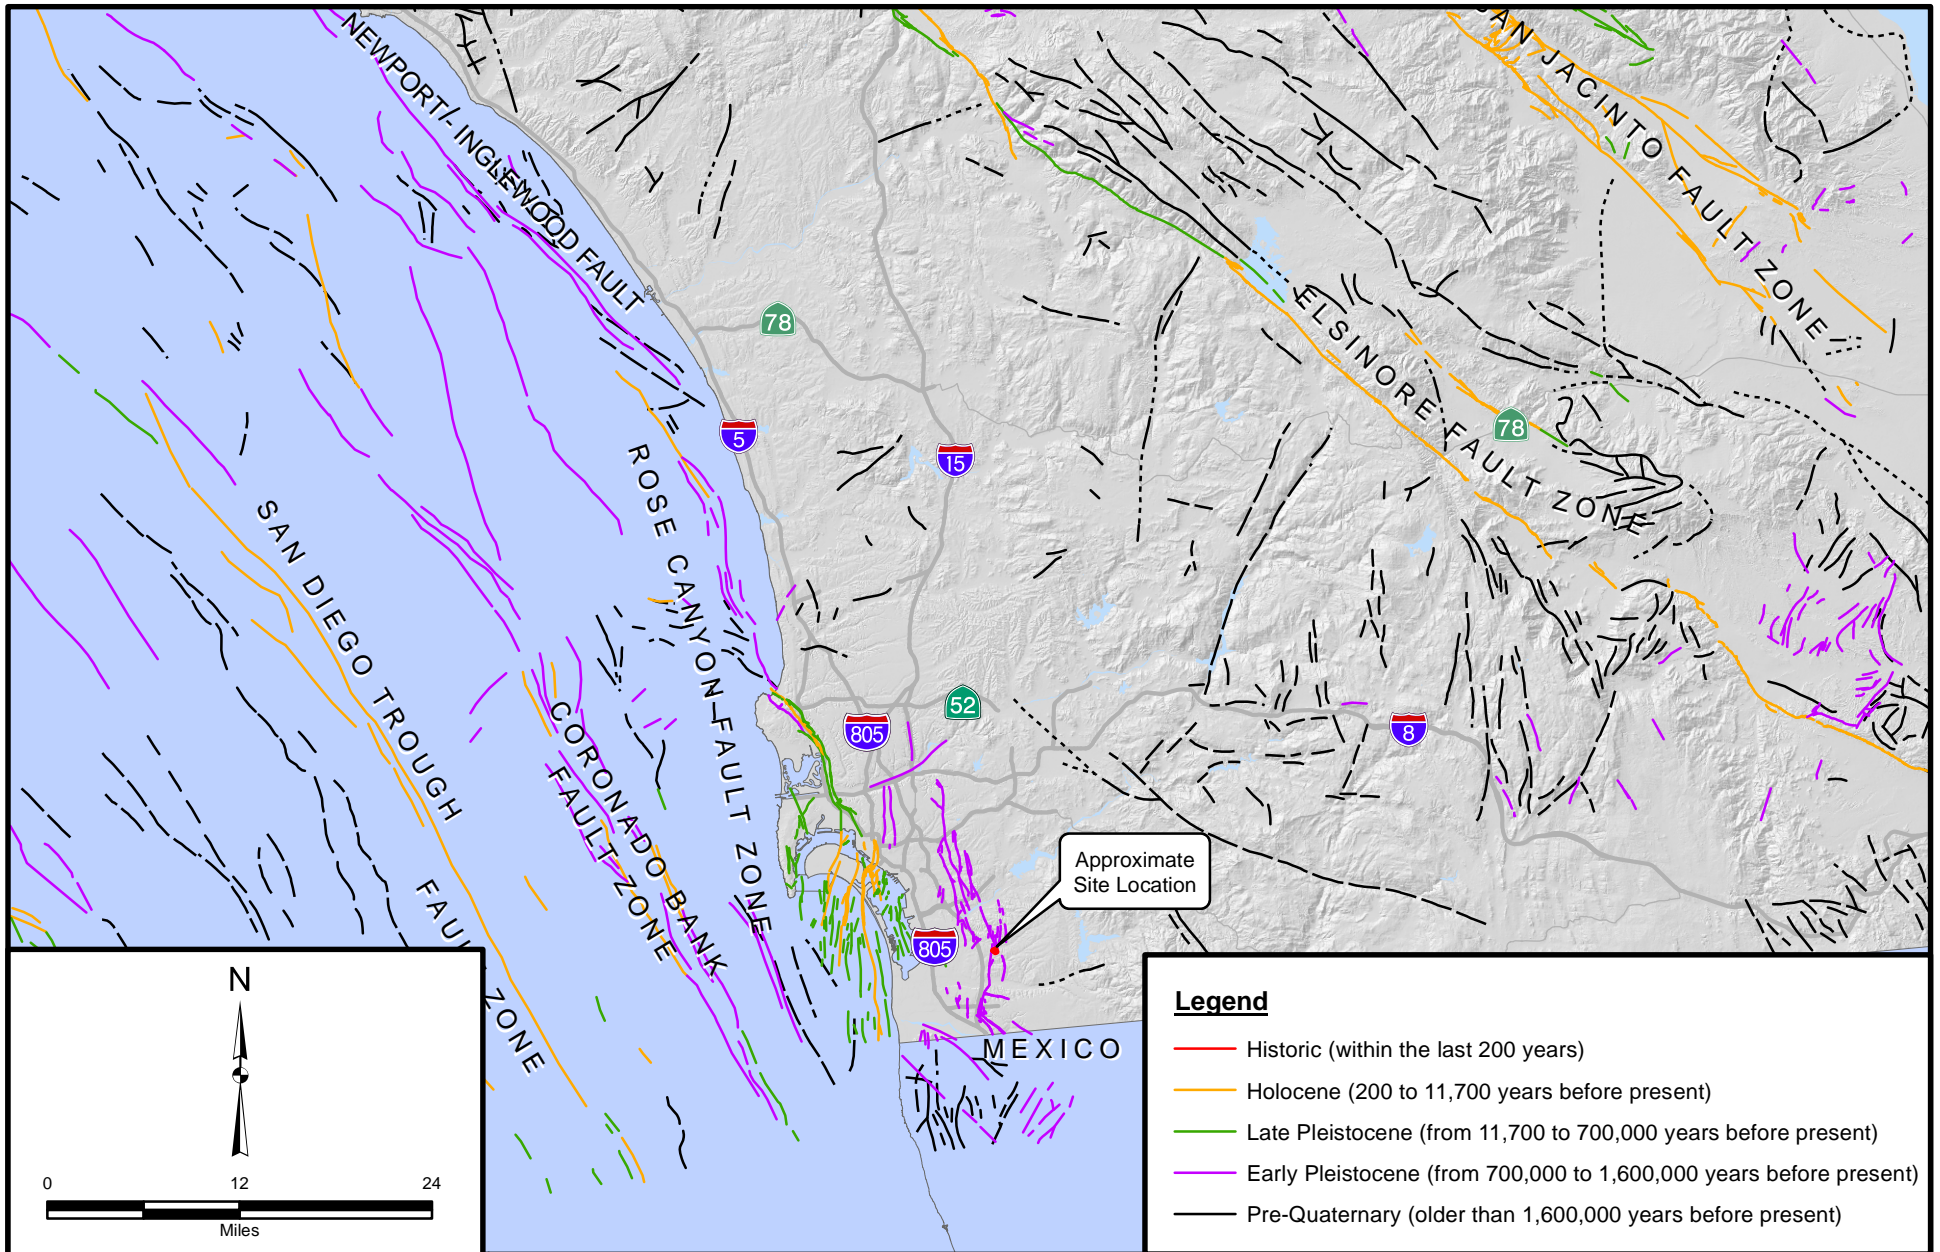 NEWPORT - INGLEWOOD FAULT
SAN JACINTO FAULT ZONE
ELSINORE FAULT ZONE
78
78
5
15
ROSE CANYON FAULT ZONE
SAN DIEGO TROUGH
FAULT ZONE
CORONADO BANK
FAULT ZONE
52
805
8
805
Approximate
Site Location
MEXICO
N
0 12 24
Miles
Legend
Historic (within the last 200 years)
Holocene (200 to 11,700 years before present)
Late Pleistocene (from 11,700 to 700,000 years before present)
Early Pleistocene (from 700,000 to 1,600,000 years before present)
Pre-Quaternary (older than 1,600,000 years before present)